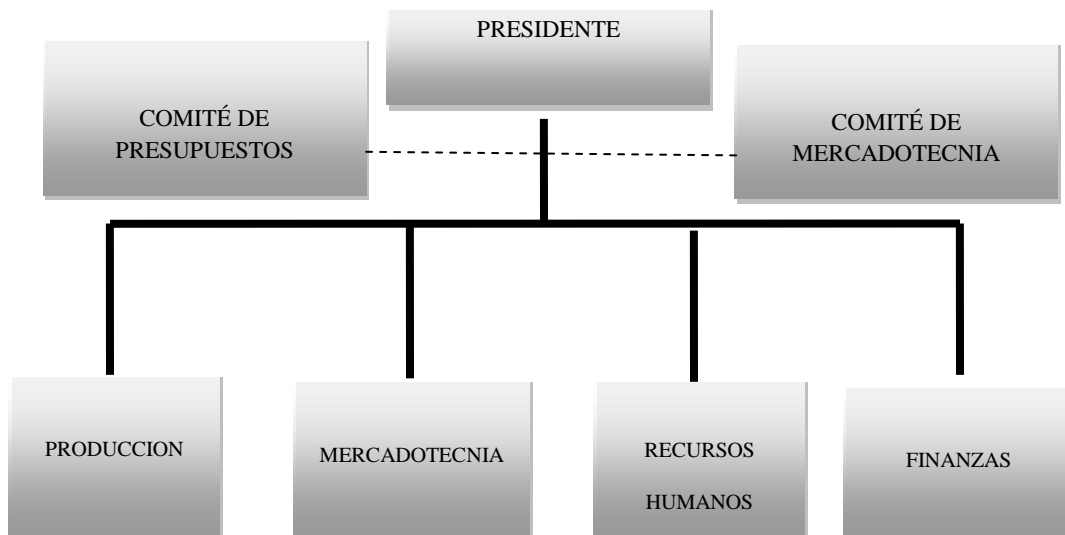 PRESIDENTE
COMITÉ DE
PRESUPUESTOS
COMITÉ DE
MERCADOTECNIA
PRODUCCION
MERCADOTECNIA
RECURSOS
HUMANOS
FINANZAS